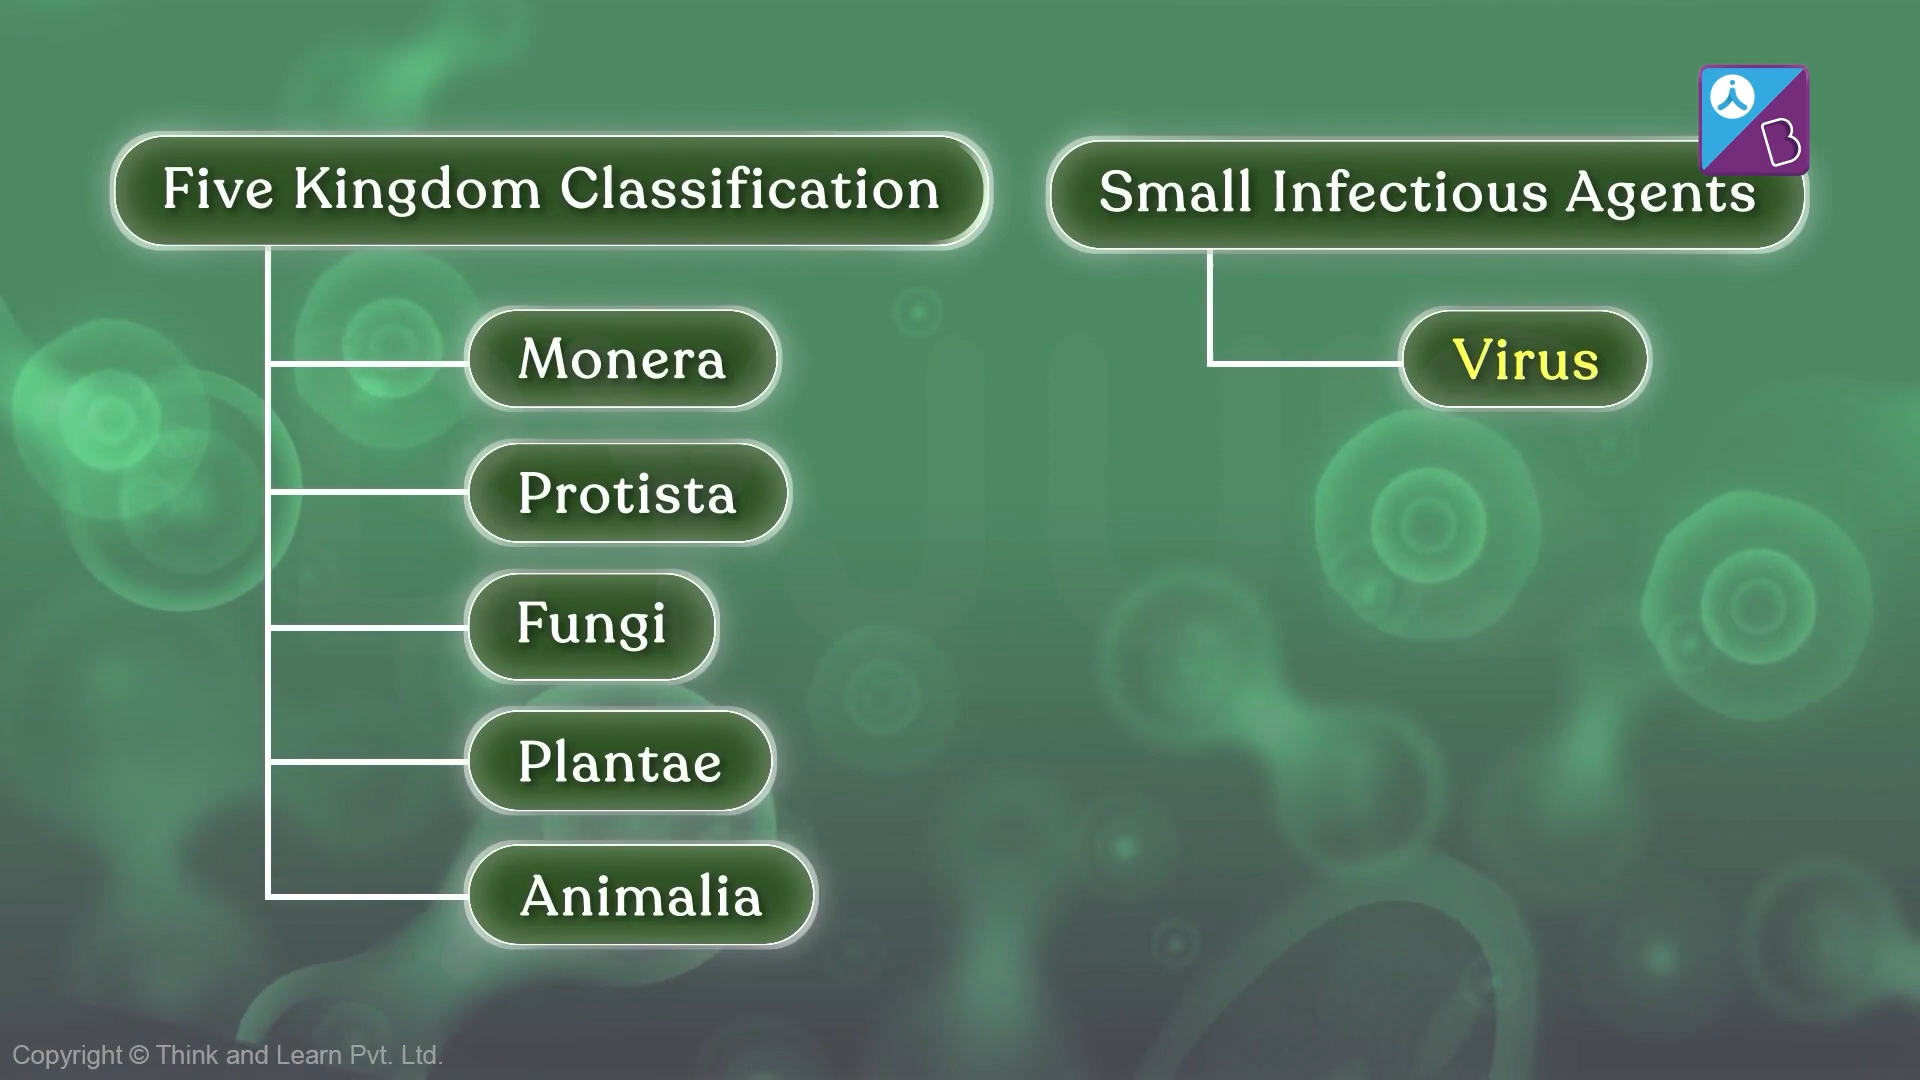 Five Kingdom Classification
Monera
Protista
Fungi
Plantae
Animalia
Small Infectious Agents
Virus
B
Copyright © Think and Learn Pvt. Ltd.